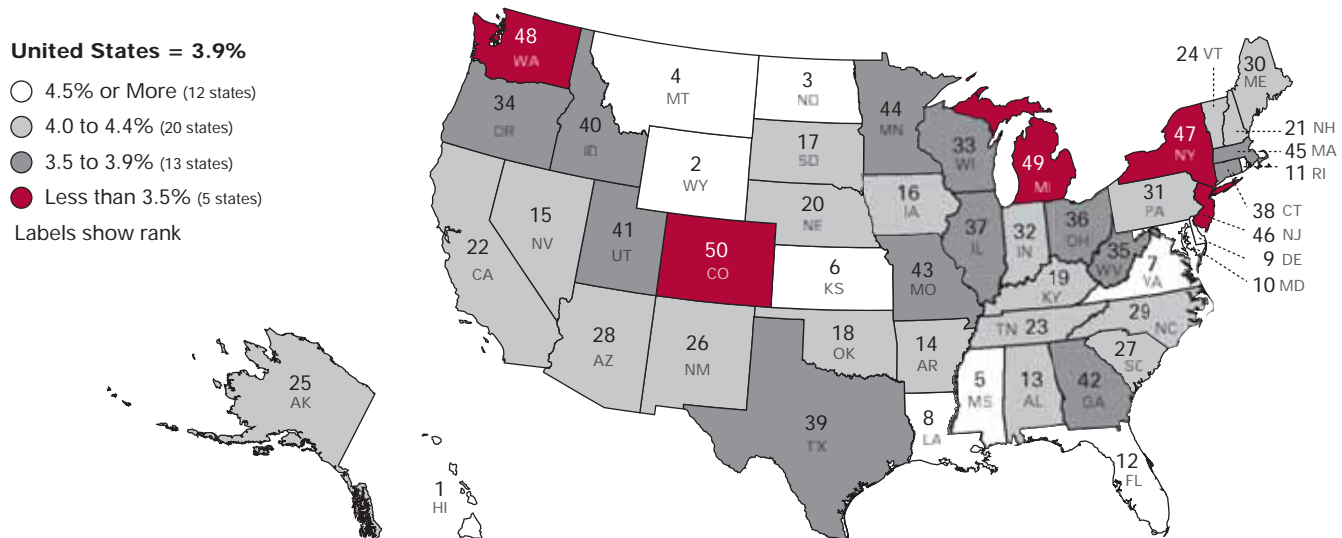 United States = 3.9%
4.5% or More (12 states)
4.0 to 4.4% (20 states)
3.5 to 3.9% (13 states)
Less than 3.5% (5 states)
Labels show rank
48
WA
4
MT
3
ND
44
MN
24 VT
30
ME
34
OR
40
ID
17
SD
33
WI
49
MI
47
NY
21 NH
45 MA
11 RI
2
WY
16
IA
31
PA
38 CT
46 NJ
9 DE
10 MD
22
CA
15
NV
41
UT
50
CO
20
NE
6
KS
43
MO
37
IL
32
IN
36
OH
35
WV
7
VA
19
KY
28
AZ
26
NM
18
OK
14
AR
TN 23
29
NC
27
SC
25
AK
39
TX
8
LA
5
MS
13
AL
42
GA
12
FL
1
HI